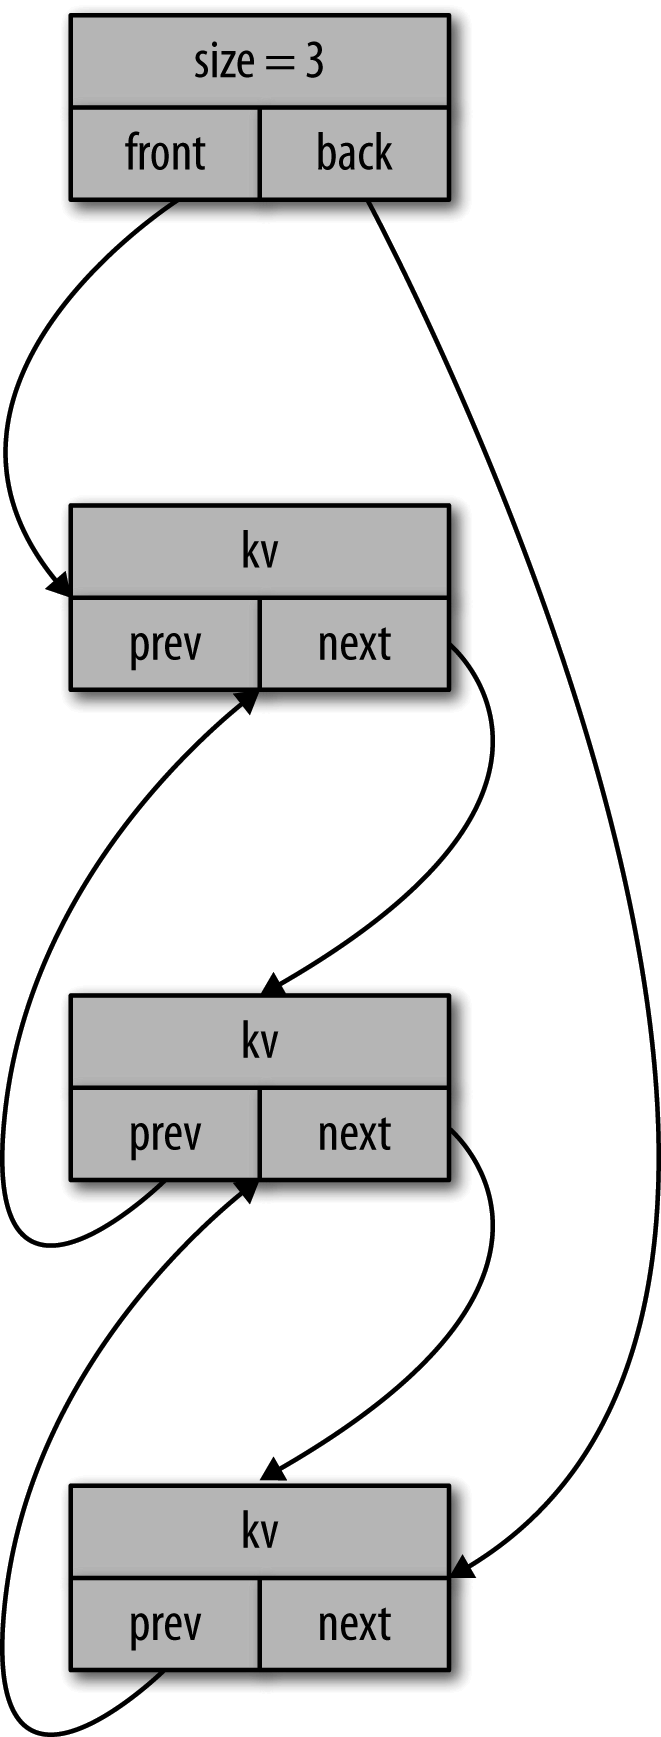 size = 3
front back
kv
prev next
kv
prev next
kv
prev next